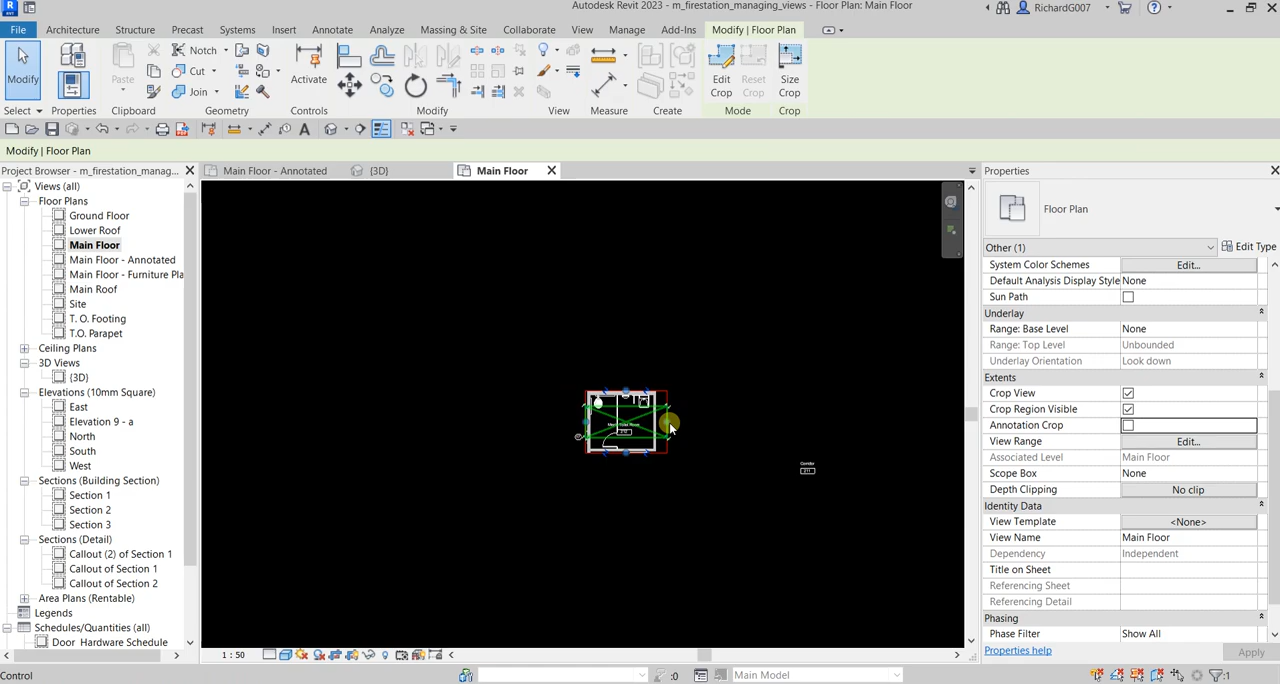 Autodesk Revit 2023 - m_firestation_managing_views - Floor Plan: Main Floor
RichardG007
File Architecture Structure Precast Systems Insert Annotate Analyze Massing & Site Collaborate View Manage Add-Ins Modify | Floor Plan
Modify
Paste
Notch
Cut
Join
Activate
Edit Crop
Reset Crop
Size Crop
Select Properties Clipboard Geometry Controls Modify View Measure Create Mode Crop
Modify | Floor Plan
Project Browser - m_firestation_manag...
Main Floor - Annotated
{3D}
Main Floor
Properties
Views (all)
Floor Plans
Ground Floor
Lower Roof
Main Floor
Main Floor - Annotated
Main Floor - Furniture Pla
Main Roof
Site
T. O. Footing
T.O. Parapet
Ceiling Plans
3D Views
{3D}
Elevations (10mm Square)
East
Elevation 9 - a
North
South
West
Sections (Building Section)
Section 1
Section 2
Section 3
Sections (Detail)
Callout (2) of Section 1
Callout of Section 1
Callout of Section 2
Area Plans (Rentable)
Legends
Schedules/Quantities (all)
Door Hardware Schedule
Corridor
Floor Plan
Other (1)
Edit Type
System Color Schemes Edit...
Default Analysis Display Style None
Sun Path
Underlay
Range: Base Level None
Range: Top Level Unbounded
Underlay Orientation Look down
Extents
Crop View
Crop Region Visible
Annotation Crop
View Range Edit...
Associated Level Main Floor
Scope Box None
Depth Clipping No clip
Identity Data
View Template <None>
View Name Main Floor
Dependency Independent
Title on Sheet
Referencing Sheet
Referencing Detail
Phasing
Phase Filter Show All
Properties help
Apply
1 : 50
Control
:0
Main Model
:1